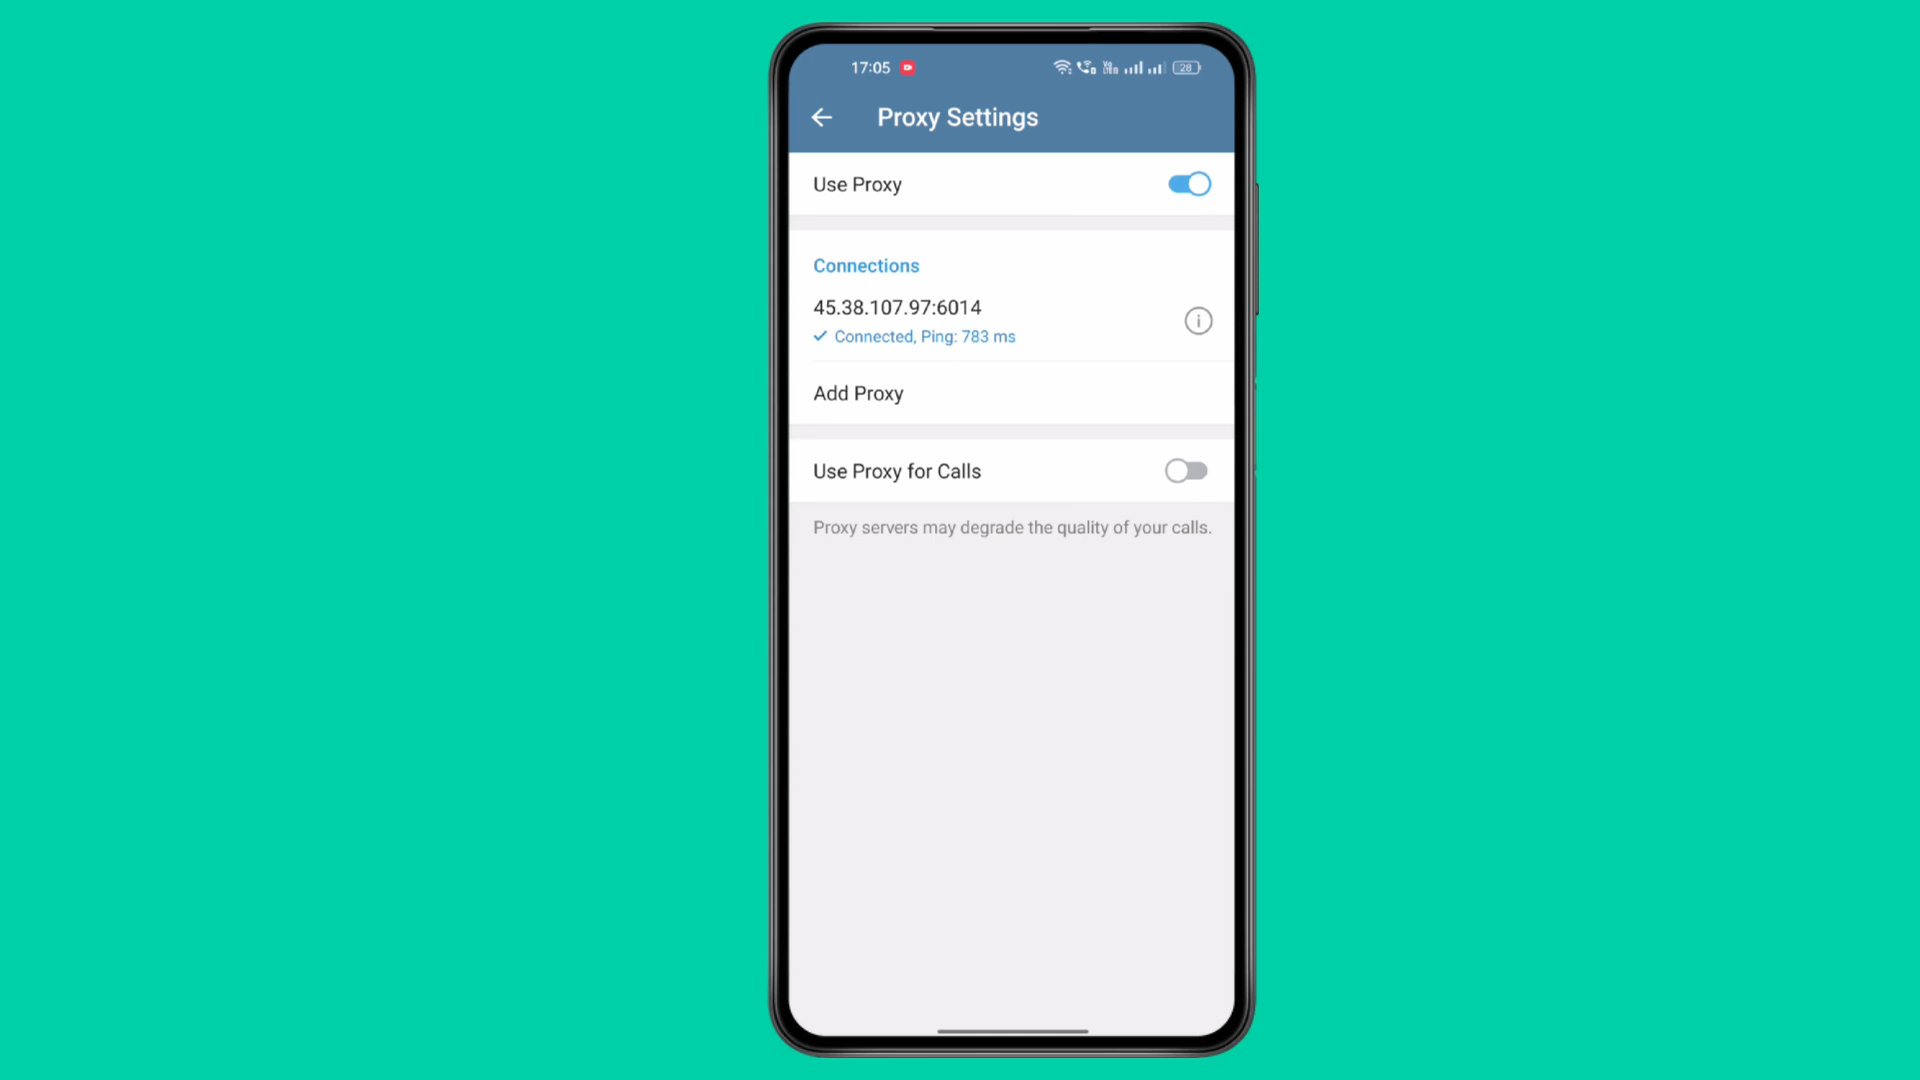 17:05
28
Proxy Settings
Use Proxy
Connections
45.38.107.97:6014
Connected, Ping: 783 ms
Add Proxy
Use Proxy for Calls
Proxy servers may degrade the quality of your calls.